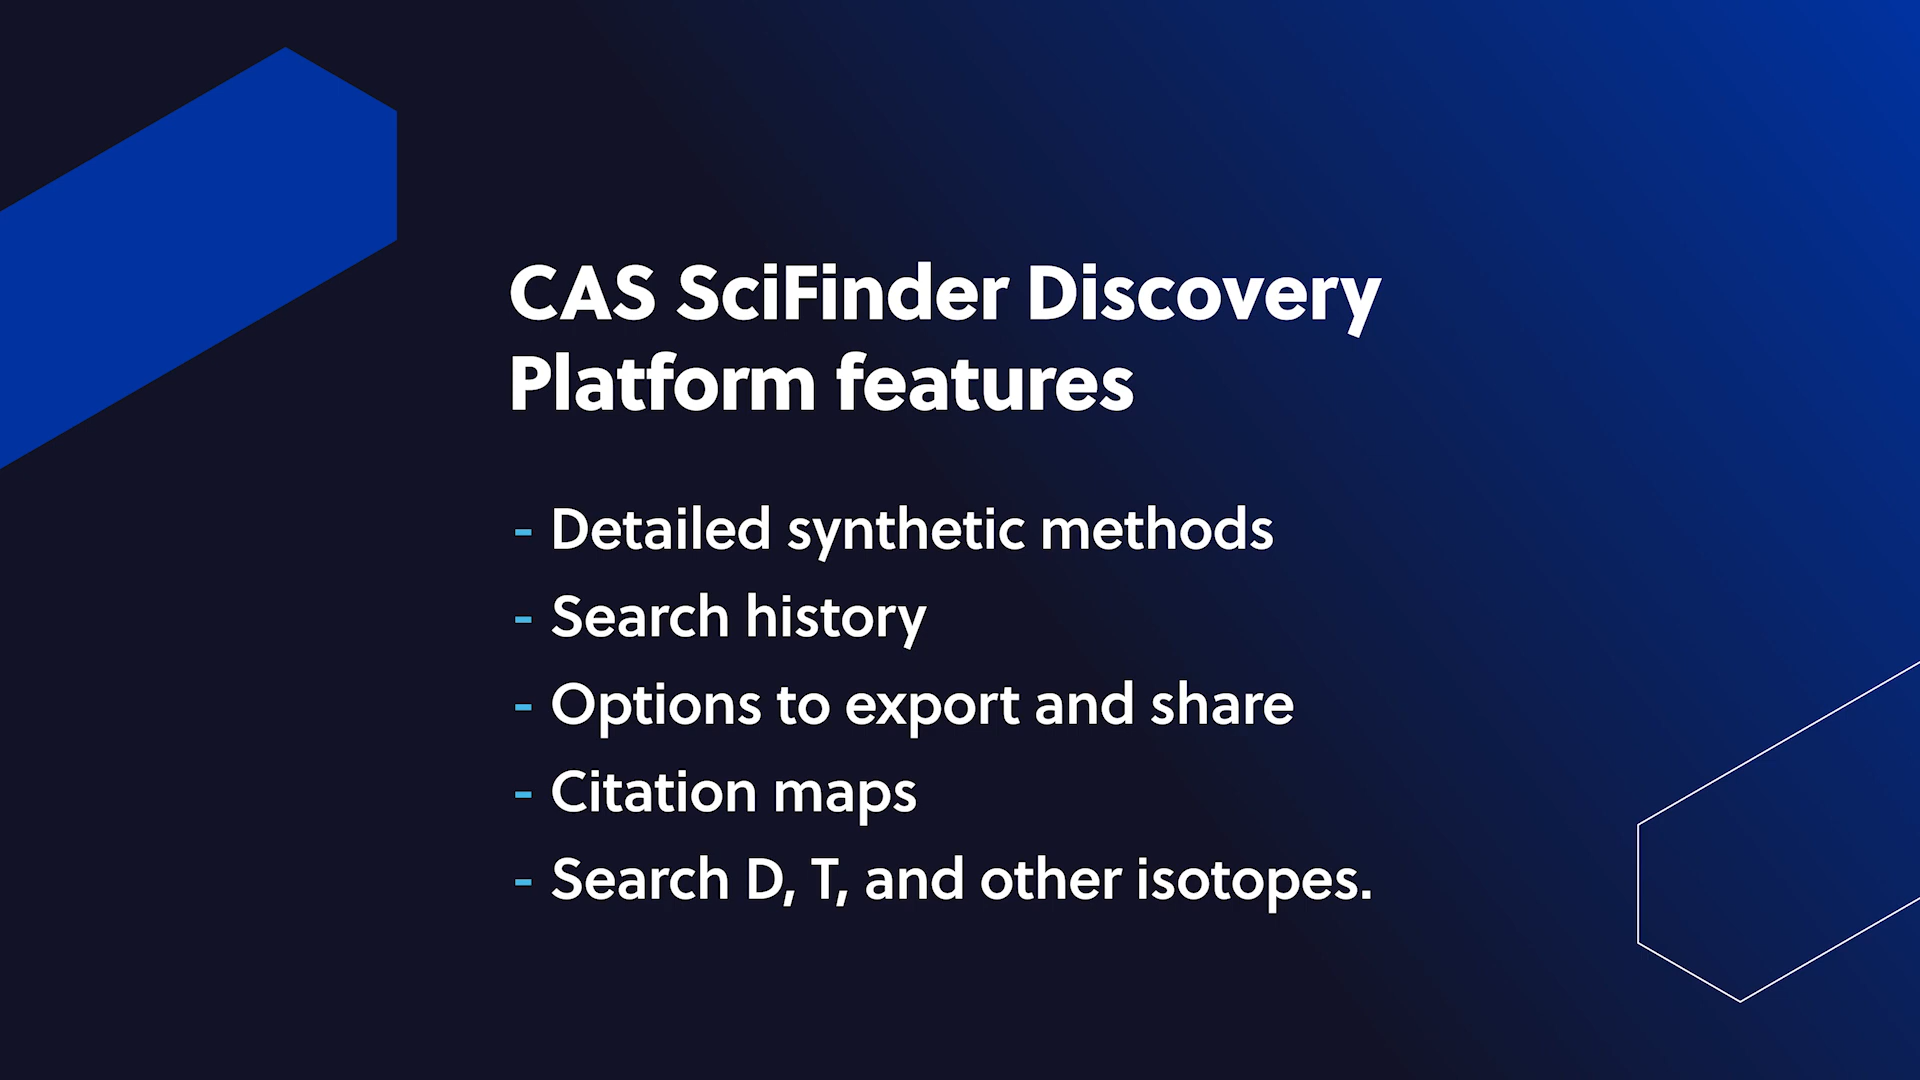 CAS SciFinder Discovery
Platform features
- Detailed synthetic methods
- Search history
- Options to export and share
- Citation maps
- Search D, T, and other isotopes.